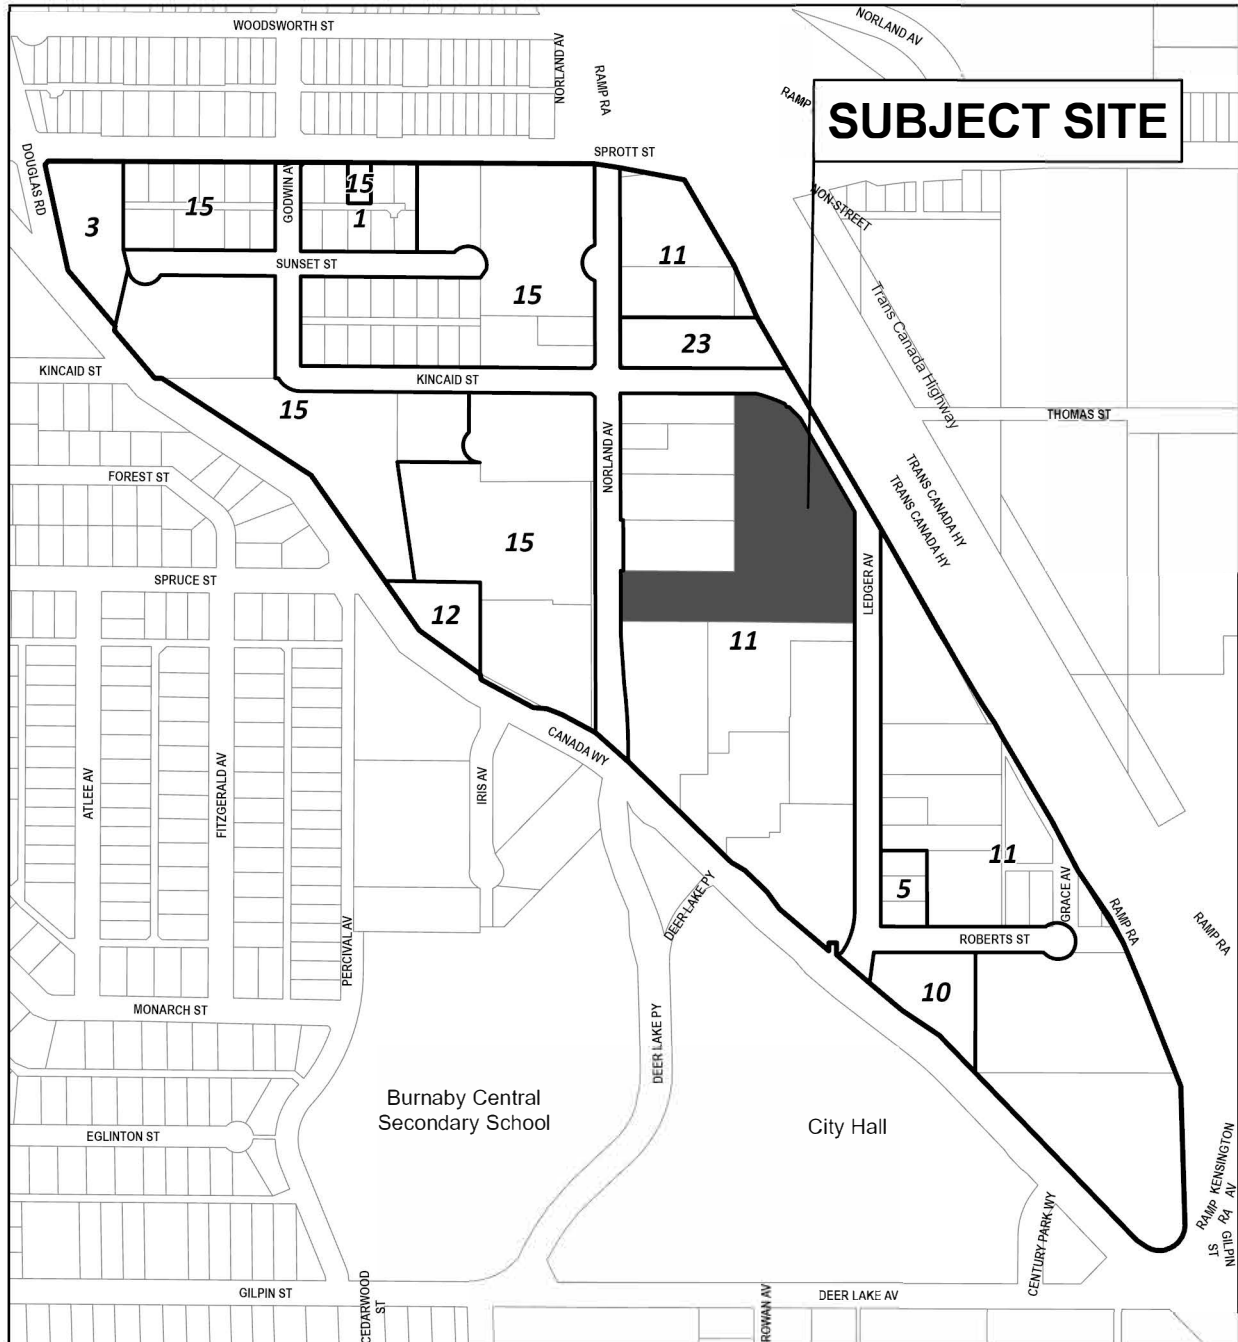 WOODSWORTH ST
NORLAND AV
NORLAND AV
RAMP RA
RAMP
SUBJECT SITE
SPROTT ST
DOUGLAS RD
GODWIN AV
15
15
3
1
NON-STREET
SUNSET ST
11
15
Trans Canada Highway
23
KINCAID ST
KINCAID ST
15
THOMAS ST
NORLAND AV
FOREST ST
TRANS CANADA HY
TRANS CANADA HY
15
SPRUCE ST
LEDGER AV
12
11
CANADA WY
ATLEE AV
FITZGERALD AV
IRIS AV
11
5
DEER LAKE PY
GRACE AV
RAMP RA
RAMP RA
PERCIVAL AV
ROBERTS ST
10
MONARCH ST
DEER LAKE PY
Burnaby Central
Secondary School
City Hall
EGLINTON ST
RAMP KENSINGTON
RA AV
ST GILPIN
CENTURY PARK WY
GILPIN ST
CEDARWOOD
ST
ROWAN AV
DEER LAKE AV